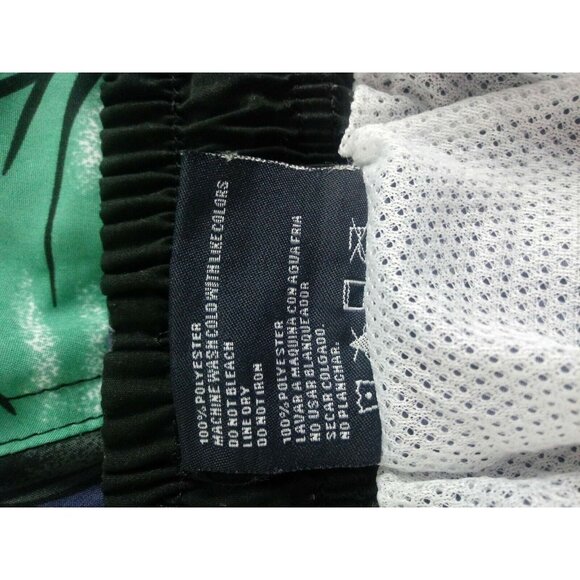 100% POLYESTER
MACHINE WASH COLD WITH LIKE COLORS
DO NOT BLEACH
LINE DRY
DO NOT IRON
100% POLYESTER
LAVAR A MAQUINA CON AGUA FRIA
NO USAR BLANQUEADOR
SECAR COLGADO.
NO PLANCHAR.